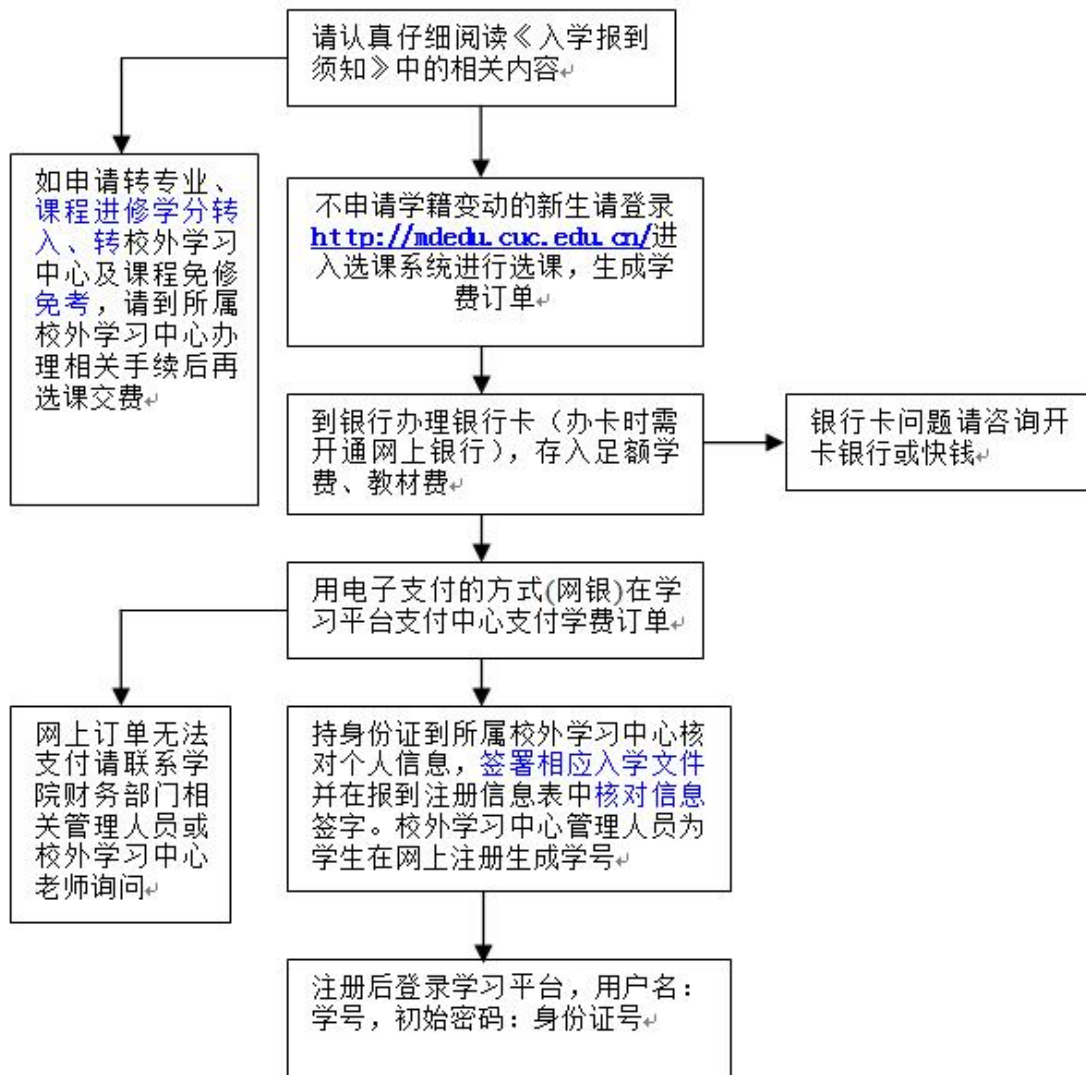 请认真仔细阅读《入学报到
须知》中的相关内容
如申请转专业、
课程进修学分转
入、转校外学习
中心及课程免修
免考，请到所属
校外学习中心办
理相关手续后再
选课交费
不申请学籍变动的新生请登录
http://mdedu.cuc.edu.cn/进
入选课系统进行选课，生成学
费订单
到银行办理银行卡（办卡时需
开通网上银行），存入足额学
费、教材费
银行卡问题请咨询开
卡银行或快钱
用电子支付的方式(网银)在学
习平台支付中心支付学费订单
网上订单无法
支付请联系学
院财务部门相
关管理人员或
校外学习中心
老师询问
持身份证到所属校外学习中心核
对个人信息，签署相应入学文件
并在报到注册信息表中核对信息
签字。校外学习中心管理人员为
学生在网上注册生成学号
注册后登录学习平台，用户名：
学号，初始密码：身份证号